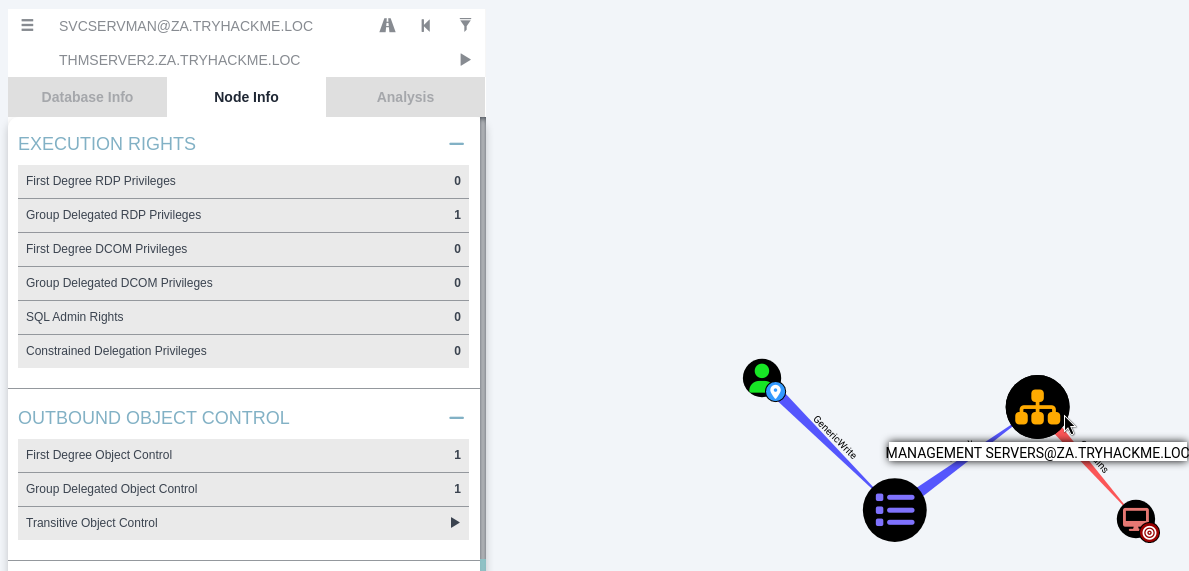 SVCSERVMAN@ZA.TRYHACKME.LOC
THMSERVER2.ZA.TRYHACKME.LOC
Database Info
Node Info
Analysis
EXECUTION RIGHTS
First Degree RDP Privileges 0
Group Delegated RDP Privileges 1
First Degree DCOM Privileges 0
Group Delegated DCOM Privileges 0
SQL Admin Rights 0
Constrained Delegation Privileges 0
OUTBOUND OBJECT CONTROL
First Degree Object Control 1
Group Delegated Object Control 1
Transitive Object Control
GenericWrite
MANAGEMENT SERVERS@ZA.TRYHACKME.LOC